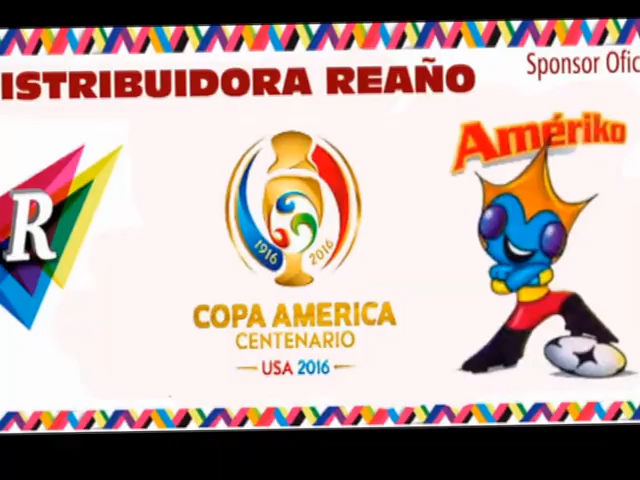 ISTRIBUIDORA REAÑO
Sponsor Ofic
R
1916
2016
COPA AMERICA
CENTENARIO
USA 2016
Amériko